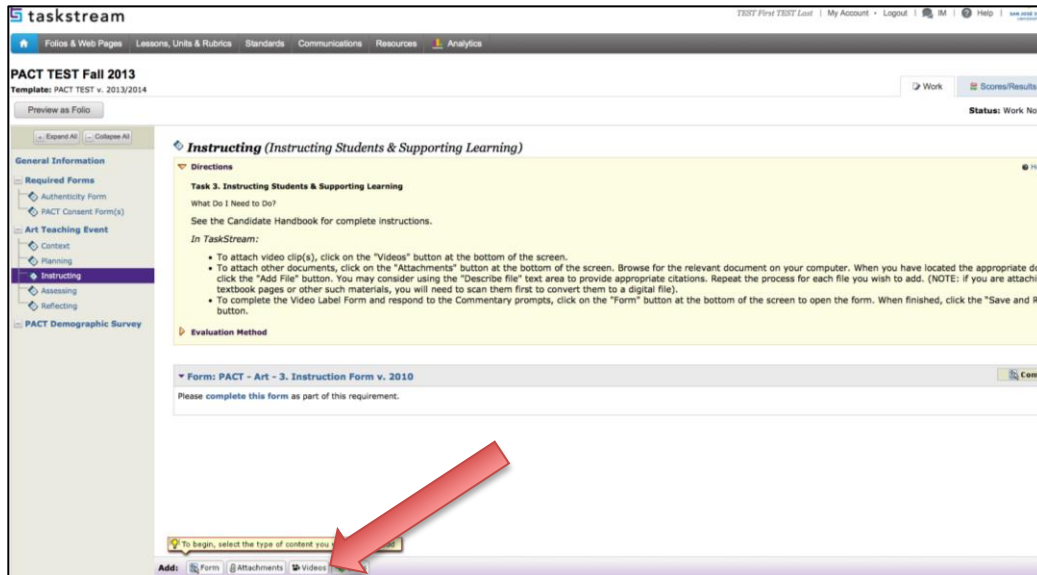 taskstream
TEST First TEST Last | My Account | Logout | IM | Help |
Folios & Web Pages Lessons, Units & Rubrics Standards Communications Resources Analytics
PACT TEST Fall 2013
Template: PACT TEST v. 2013/2014
Work Scores/Results
Preview as Folio
Status: Work No
Expand All Collapse All
Instructing (Instructing Students & Supporting Learning)
General Information
Required Forms
Authenticity Form
PACT Consent Form(s)
Art Teaching Event
Context
Planning
Instructing
Assessing
Reflecting
PACT Demographic Survey
Directions
Task 3. Instructing Students & Supporting Learning
What Do I Need to Do?
See the Candidate Handbook for complete instructions.
In TaskStream:
• To attach video clip(s), click on the "Videos" button at the bottom of the screen.
• To attach other documents, click on the "Attachments" button at the bottom of the screen. Browse for the relevant document on your computer. When you have located the appropriate do
click the "Add File" button. You may consider using the "Describe file" text area to provide appropriate citations. Repeat the process for each file you wish to add. (NOTE: if you are attachi
textbook pages or other such materials, you will need to scan them first to convert them to a digital file).
• To complete the Video Label Form and respond to the Commentary prompts, click on the "Form" button at the bottom of the screen to open the form. When finished, click the "Save and R
button.
Evaluation Method
Form: PACT - Art - 3. Instruction Form v. 2010
Com
Please complete this form as part of this requirement.
To begin, select the type of content you
Add: Form Attachments Videos